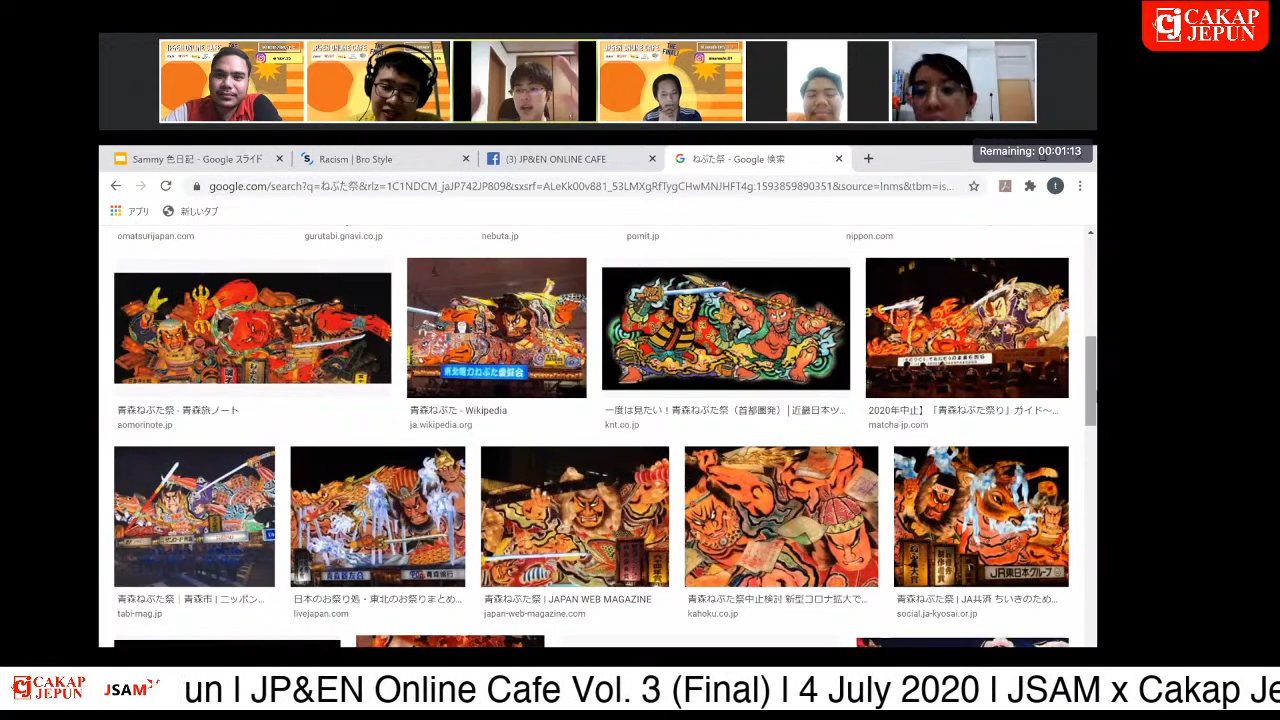 CAKAP
JEPUN
JP&EN ONLINE CAFE
Remaining: 00:01:13
Sammy 色日記 - Google スライド
Racism | Bro Style
(3) JP&EN ONLINE CAFE
ねぶた祭 - Google 検索
google.com/search?q=ねぶた祭&rlz=1C1NDCM_jaJP742JP809&sxsrf=ALeKk00v881_53LMXgRfTygCHwMNJHFT4g:1593859890351&source=lnms&tbm=is...
t
アプリ
新しいタブ
omatsurijapan.com
gurutabi.gnavi.co.jp
nebuta.jp
pomit.jp
nippon.com
青森ねぶた祭 - 青森旅ノート
aomorinote.jp
青森ねぶた - Wikipedia
ja.wikipedia.org
一度は見たい！青森ねぶた祭（首都圏発）│近畿日本ツ...
knt.co.jp
2020年中止】「青森ねぶた祭り」ガイド〜...
matcha-jp.com
JR東日本グループ
青森ねぶた祭｜青森市 | ニッポン...
tabi-mag.jp
日本のお祭り処・東北のお祭りまとめ...
livejapan.com
青森ねぶた祭 | JAPAN WEB MAGAZINE
japan-web-magazine.com
青森ねぶた祭中止検討 新型コロナ拡大で...
kahoku.co.jp
青森ねぶた祭 | JA共済 ちいきのため...
social.ja-kyosai.or.jp
CAKAP
JEPUN
JSAM
un I JP&EN Online Cafe Vol. 3 (Final) I 4 July 2020 I JSAM x Cakap Je